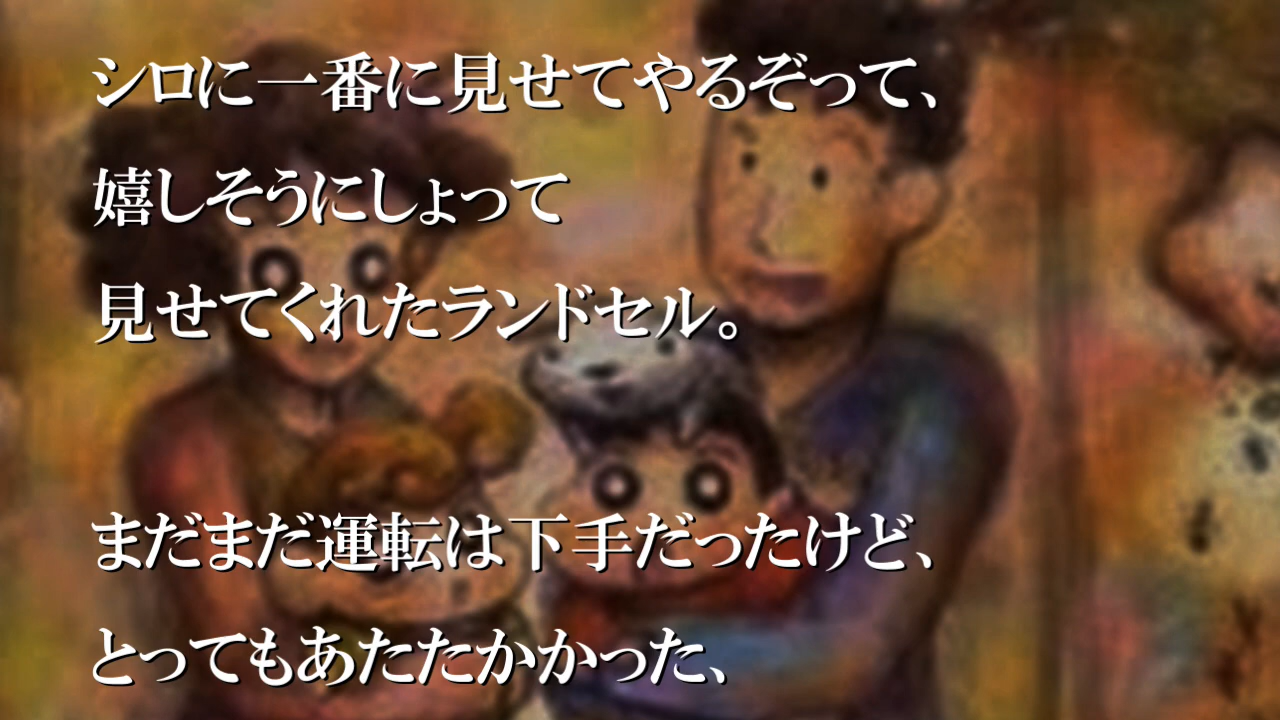 シロに一番に見せてやるぞって、
嬉しそうにしょって
見せてくれたランドセル。
まだまだ運転は下手だったけど、
とってもあたたかかった、